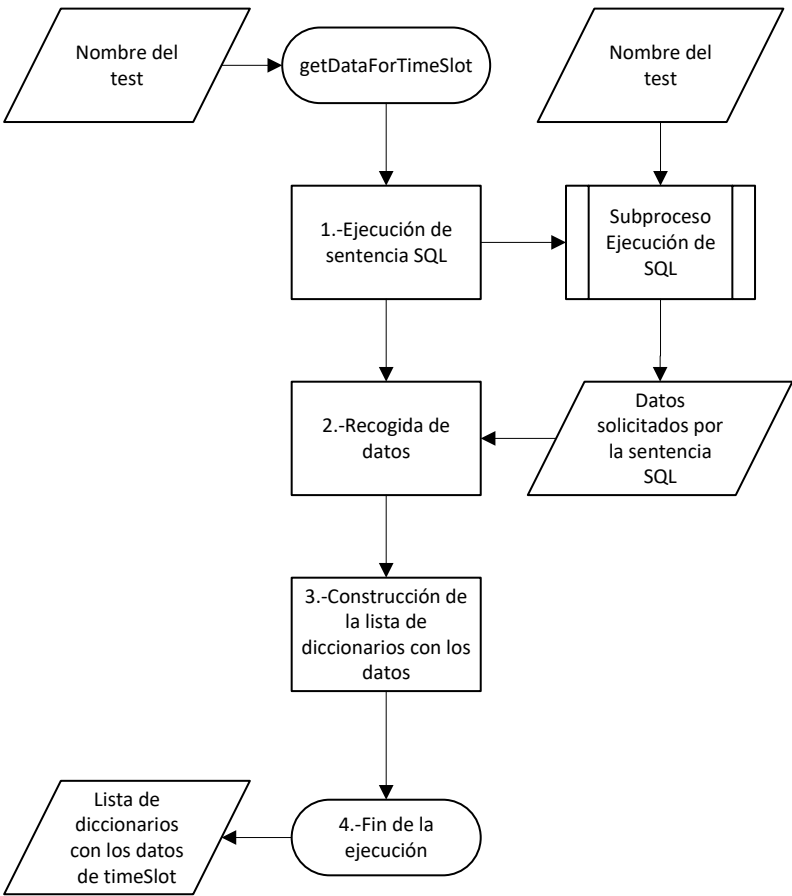 Nombre del
test
getDataForTimeSlot
Nombre del
test
1.-Ejecución de
sentencia SQL
Subproceso
Ejecución de
SQL
2.-Recogida de
datos
Datos
solicitados por
la sentencia
SQL
3.-Construcción de
la lista de
diccionarios con los
datos
Lista de
diccionarios
con los datos
de timeSlot
4.-Fin de la
ejecución